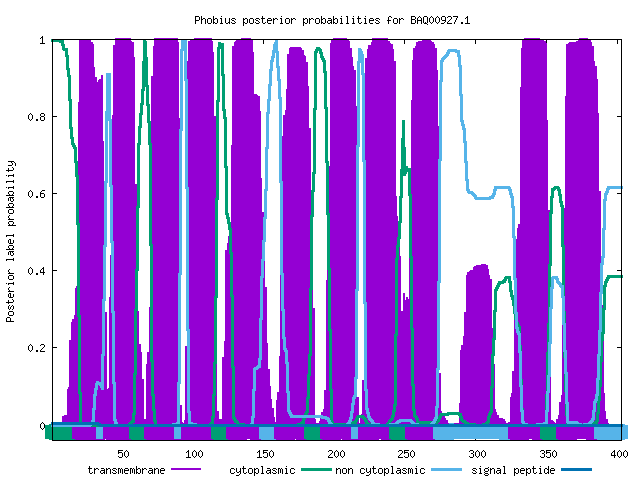 Phobius posterior probabilities for BAQ00927.1
1
0.8
0.6
0.4
0.2
0
Posterior label probability
50 100 150 200 250 300 350 400
transmembrane cytoplasmic non cytoplasmic signal peptide